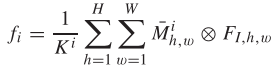 f_i = \frac{1}{K^i} \sum_{h=1}^{H} \sum_{w=1}^{W} \bar{M}^i_{h,w} \otimes F_{I,h,w}